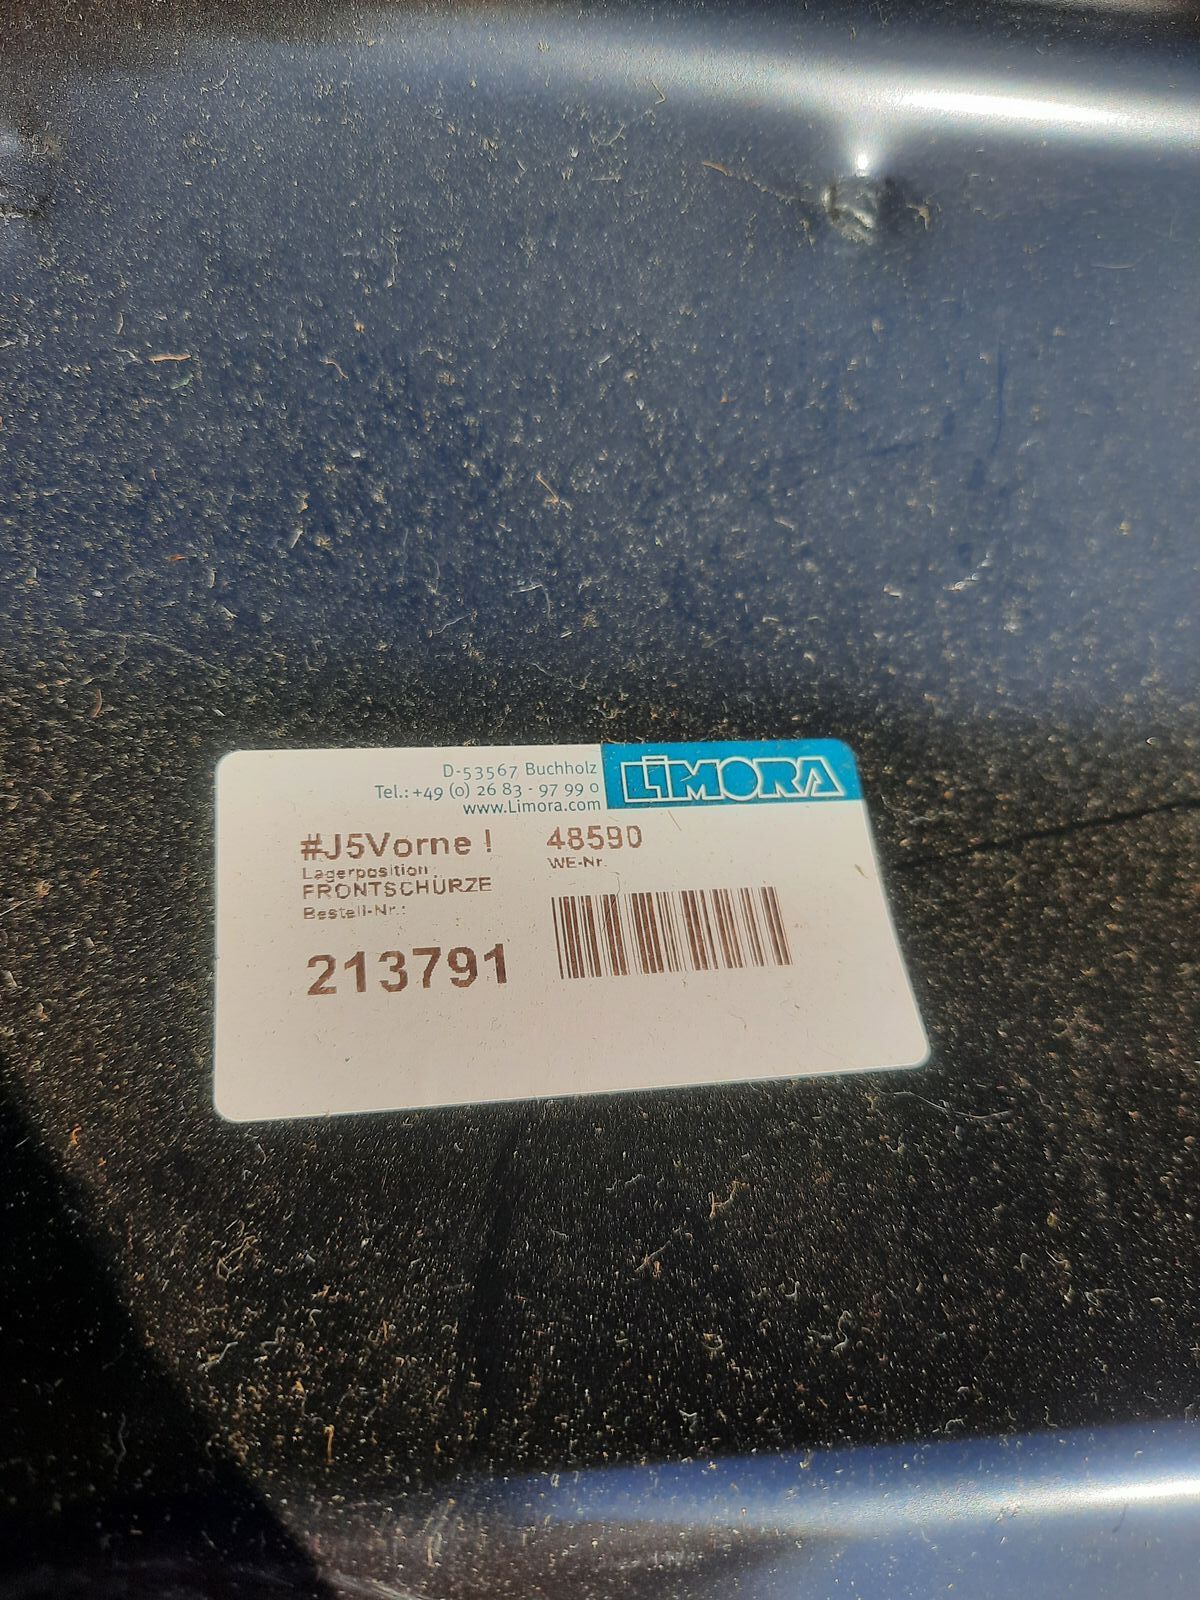 D-53567 Buchholz
Tel.: +49 (0) 26 83 - 97 99 0
www.Limora.com
LIMORA
#J5Vorne !
48590
Lagerposition
WE-Nr.
FRONTSCHÜRZE
Bestell-Nr.:
213791